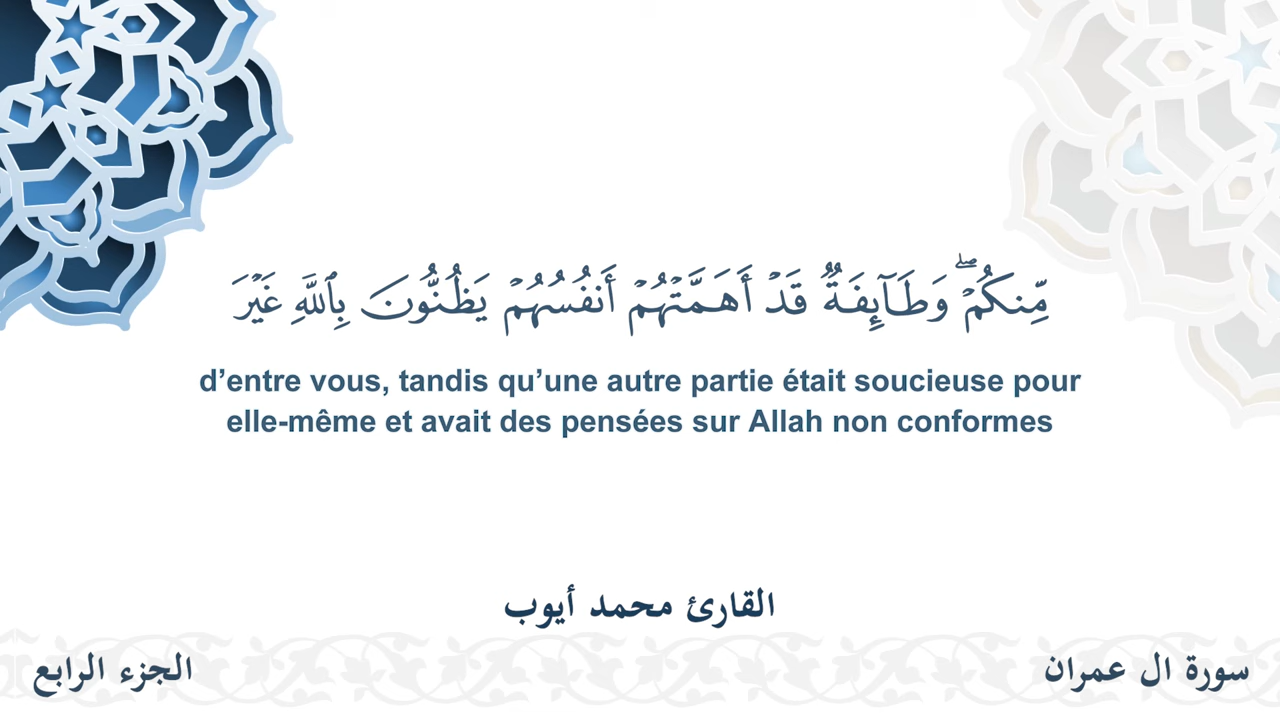 مِّنكُمۡۖ وَطَآئِفَةٞ قَدۡ أَهَمَّتۡهُمۡ أَنفُسُهُمۡ يَظُنُّونَ بِٱللَّهِ غَيۡرَ
d’entre vous, tandis qu’une autre partie était soucieuse pour
elle-même et avait des pensées sur Allah non conformes
القارئ محمد أيوب
سورة ال عمران
الجزء الرابع